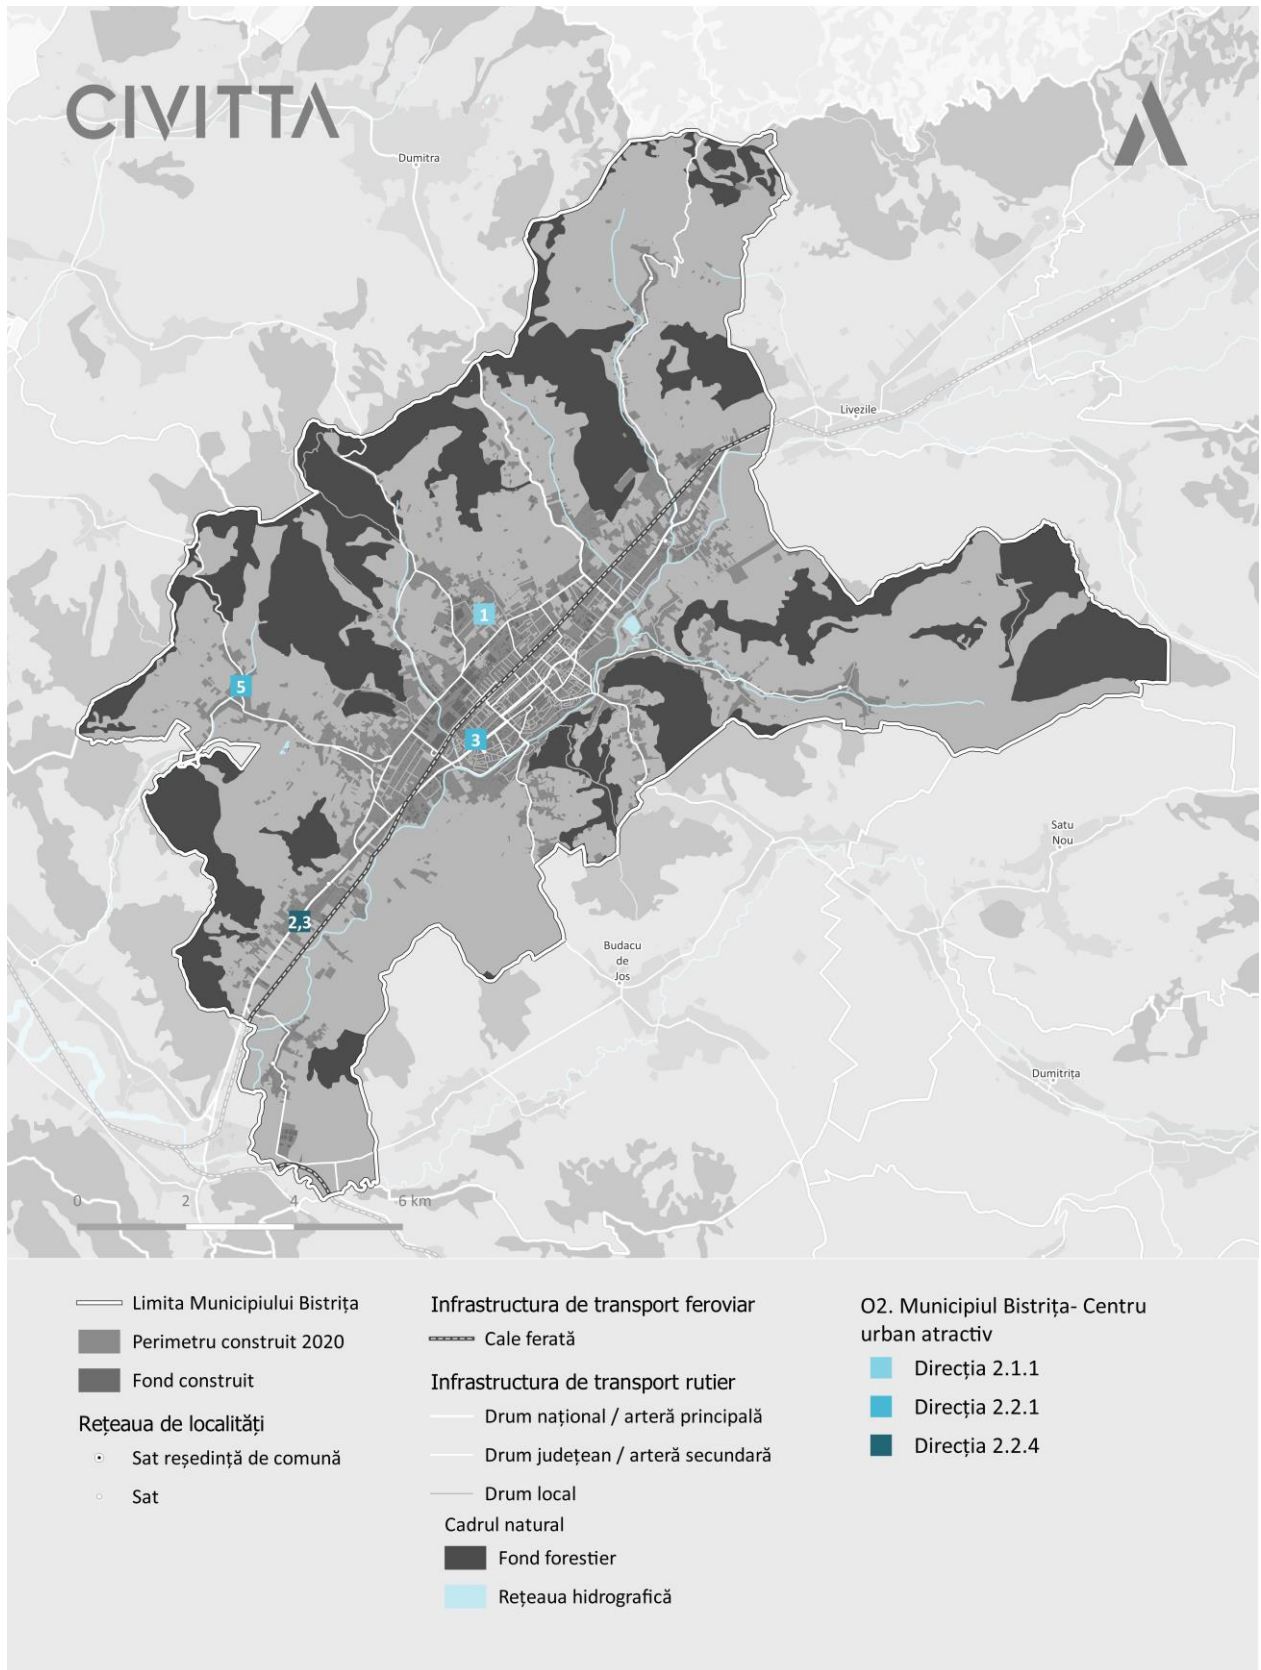 CIVITTA
Dumitra
Livezile
1
5
3
Satu
Nou
2,3
Budacu
de
Jos
Dumitrița
0 2 4 6 km
Limita Municipiului Bistrița
Perimetru construit 2020
Fond construit
Rețeaua de localități
Sat reședință de comună
Sat
Infrastructura de transport feroviar
Cale ferată
Infrastructura de transport rutier
Drum național / arteră principală
Drum județean / arteră secundară
Drum local
Cadrul natural
Fond forestier
Rețeaua hidrografică
O2. Municipiul Bistrița- Centru
urban atractiv
Direcția 2.1.1
Direcția 2.2.1
Direcția 2.2.4